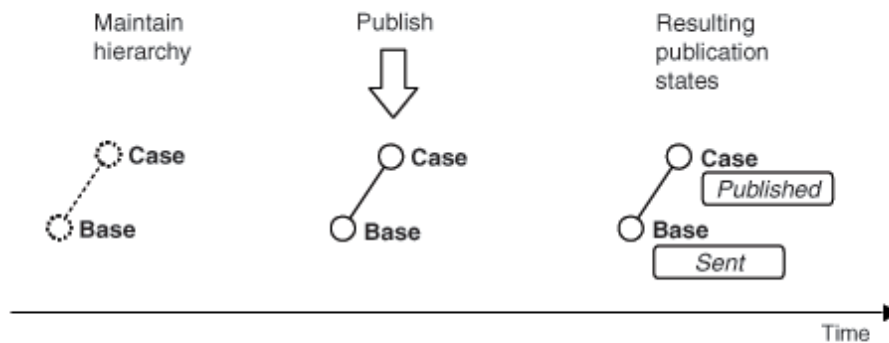 Maintain
hierarchy
Publish
Resulting
publication
states
Case
Base
Case
Base
Case
Published
Base
Sent
Time